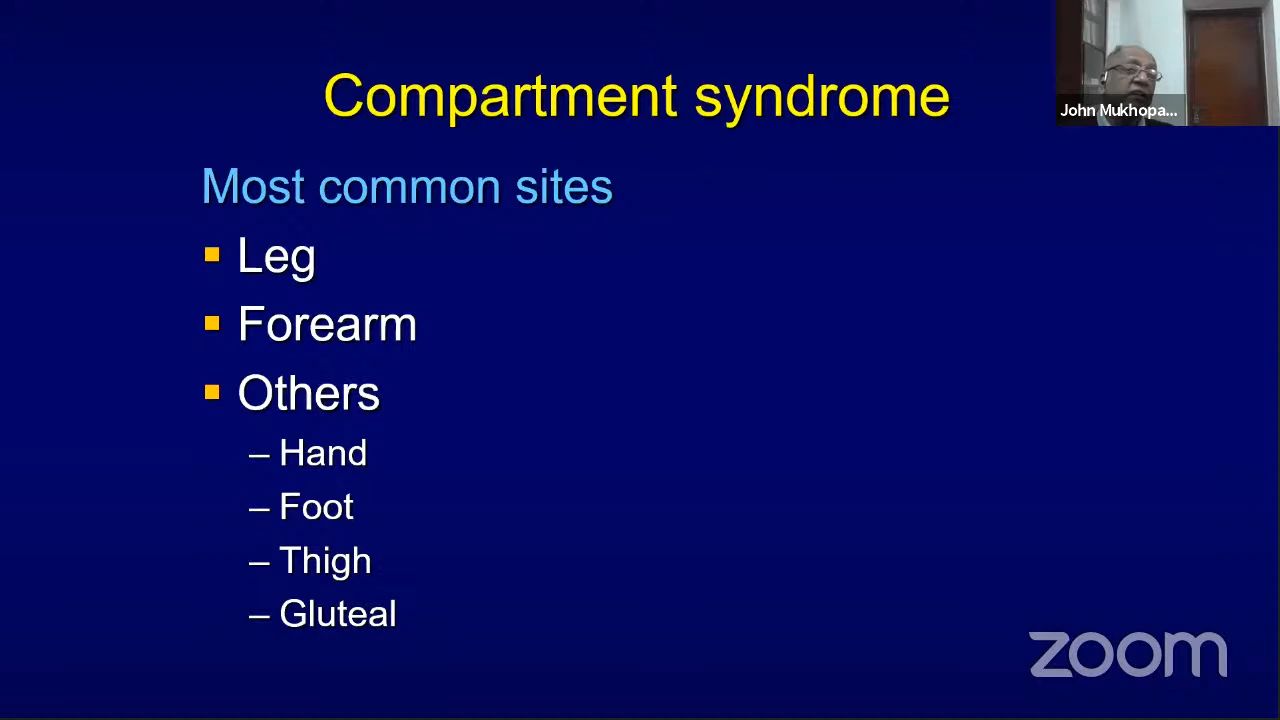 Compartment syndrome
John Mukhopa...
Most common sites
▪ Leg
▪ Forearm
▪ Others
– Hand
– Foot
– Thigh
– Gluteal
zoom